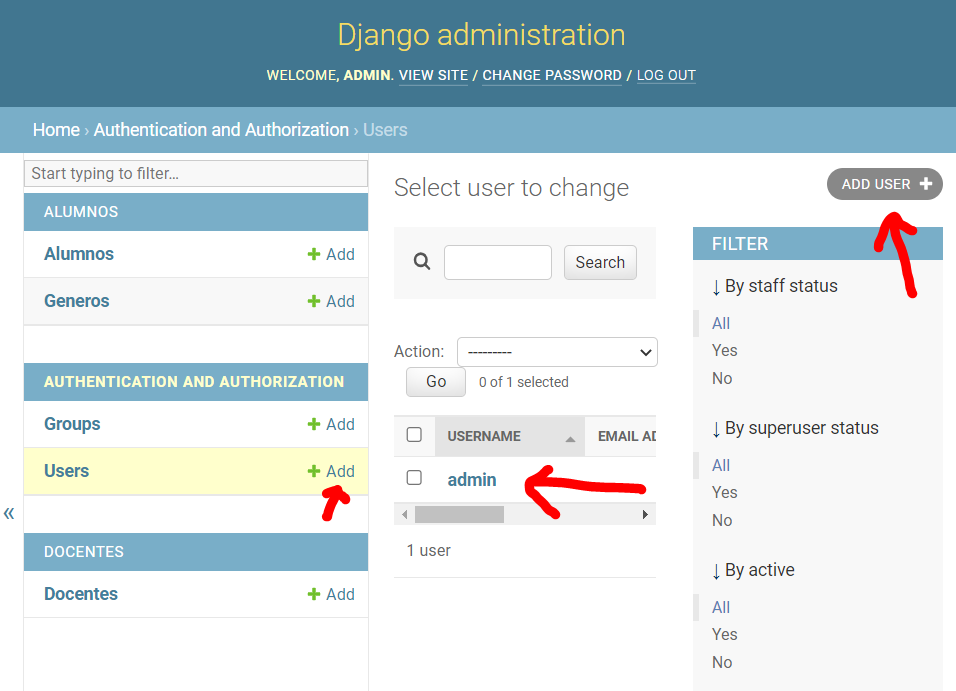 Django administration
WELCOME, ADMIN. VIEW SITE / CHANGE PASSWORD / LOG OUT
Home › Authentication and Authorization › Users
Start typing to filter...
ALUMNOS
Alumnos + Add
Generos + Add
AUTHENTICATION AND AUTHORIZATION
Groups + Add
Users + Add
«
DOCENTES
Docentes + Add
Select user to change
ADD USER +
Search
Action: ---------
Go 0 of 1 selected
USERNAME EMAIL AD
admin
1 user
FILTER
↓ By staff status
All
Yes
No
↓ By superuser status
All
Yes
No
↓ By active
All
Yes
No